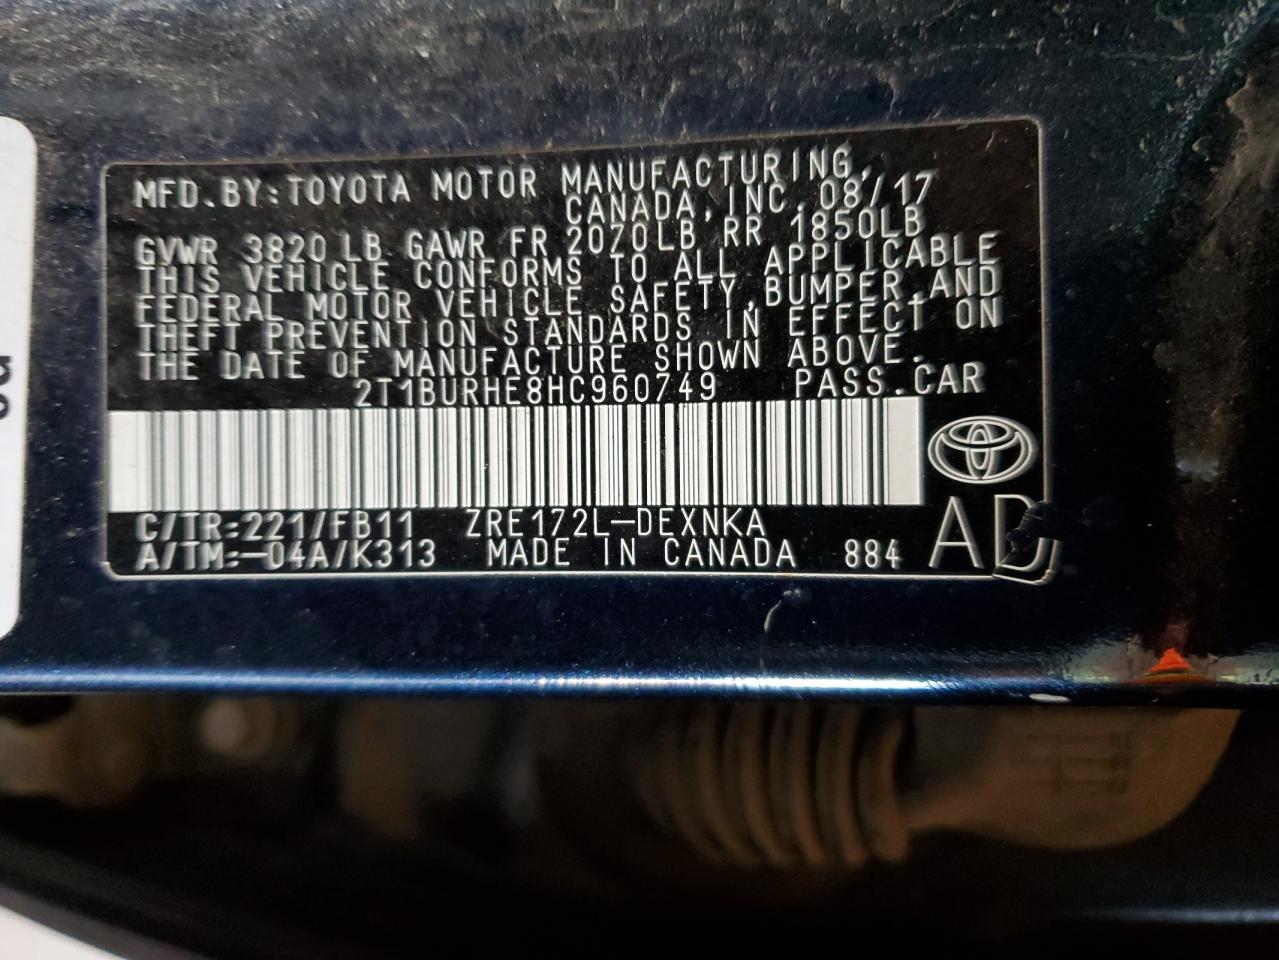 MFD.BY:TOYOTA MOTOR MANUFACTURING,
CANADA,INC.08/17
GVWR 3820LB GAWR FR 2070LB RR 1850LB
THIS VEHICLE CONFORMS TO ALL APPLICABLE
FEDERAL MOTOR VEHICLE SAFETY,BUMPER,AND
THEFT PREVENTION STANDARDS IN EFFECT ON
THE DATE OF MANUFACTURE SHOWN ABOVE.
2T1BURHE8HC960749 PASS.CAR
C/TR:221/FB11 ZRE172L-DEXNKA
A/TM:-04A/K313 MADE IN CANADA 884